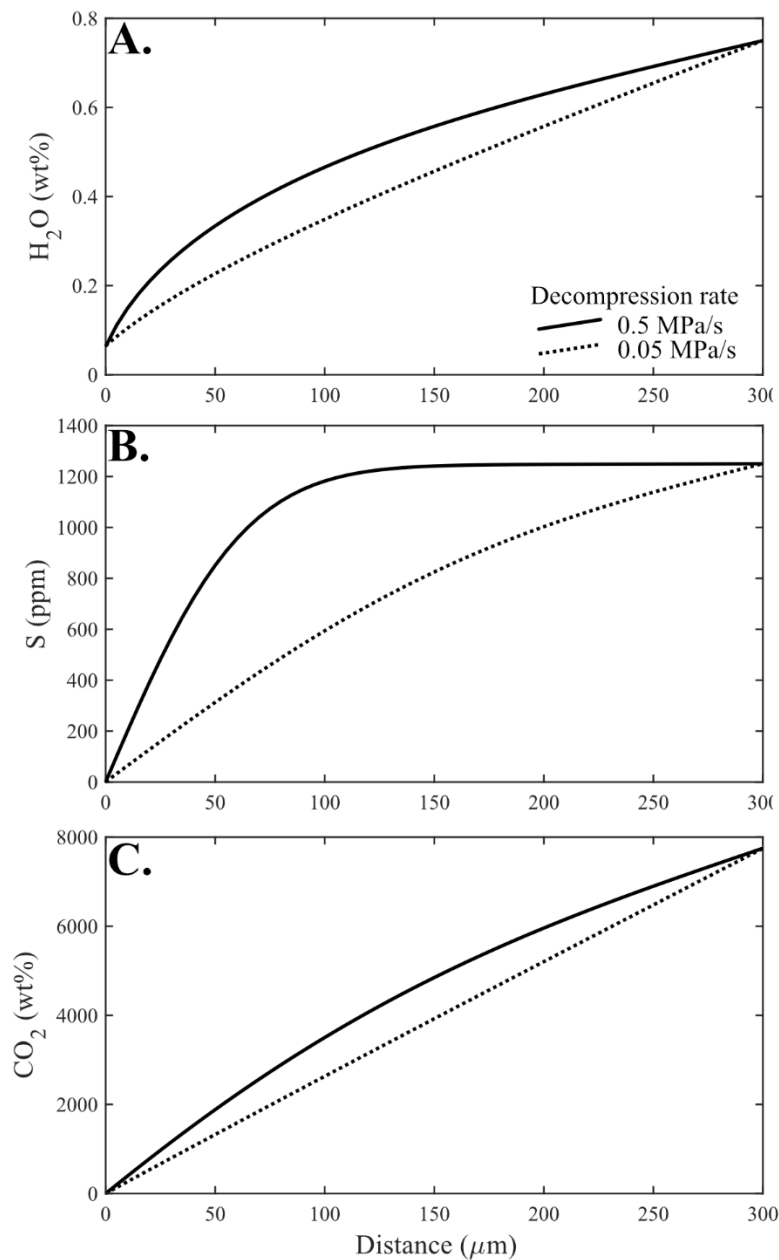 A.
0.8
0.6
0.4
0.2
0
H2O (wt%)
Decompression rate
0.5 MPa/s
0.05 MPa/s
0 50 100 150 200 250 300
B.
1400
1200
1000
800
600
400
200
0
S (ppm)
0 50 100 150 200 250 300
C.
8000
6000
4000
2000
0
CO2 (wt%)
0 50 100 150 200 250 300
Distance (μm)